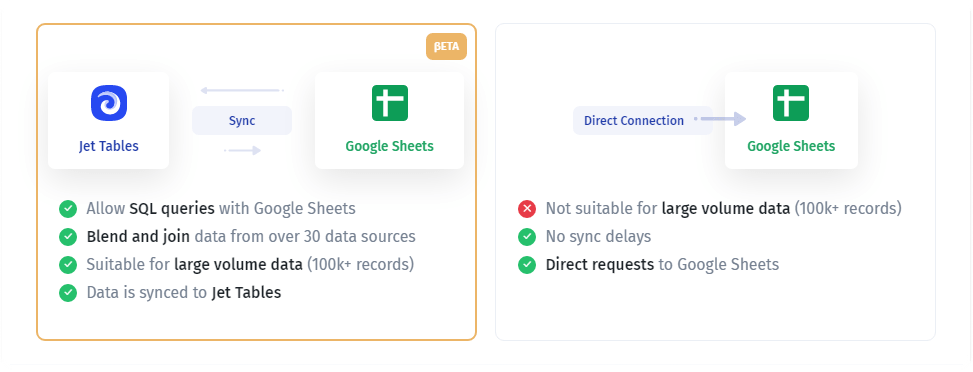 βETA
Jet Tables
Sync
Google Sheets
Allow SQL queries with Google Sheets
Blend and join data from over 30 data sources
Suitable for large volume data (100k+ records)
Data is synced to Jet Tables
Direct Connection
Google Sheets
Not suitable for large volume data (100k+ records)
No sync delays
Direct requests to Google Sheets